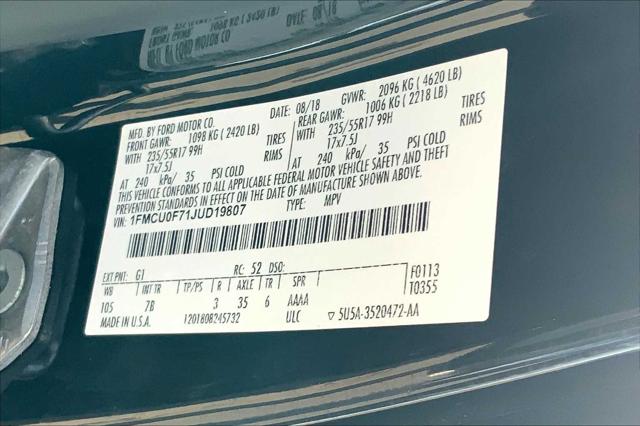 MFD. BY FORD MOTOR CO.
DATE: 08/18 GVWR: 2096 KG (4620 LB)
FRONT GAWR: 1098 KG (2420 LB)
REAR GAWR: 1006 KG (2218 LB)
WITH 235/55R17 99H TIRES
WITH 235/55R17 99H TIRES
17x7.5J RIMS
17x7.5J RIMS
AT 240 kPa/ 35 PSI COLD
AT 240 kPa/ 35 PSI COLD
THIS VEHICLE CONFORMS TO ALL APPLICABLE FEDERAL MOTOR VEHICLE SAFETY AND THEFT
PREVENTION STANDARDS IN EFFECT ON THE DATE OF MANUFACTURE SHOWN ABOVE.
VIN: 1FMCU0F71JUD19807 TYPE: MPV
EXT PNT: G1 RC: 52 DSO: F0113
WB INT TR TP/PS R AXLE TR SPR T0355
105 7B 3 35 6 AAAA
MADE IN U.S.A. 1201808245732 ULC ▽ 5U5A-3520472-AA